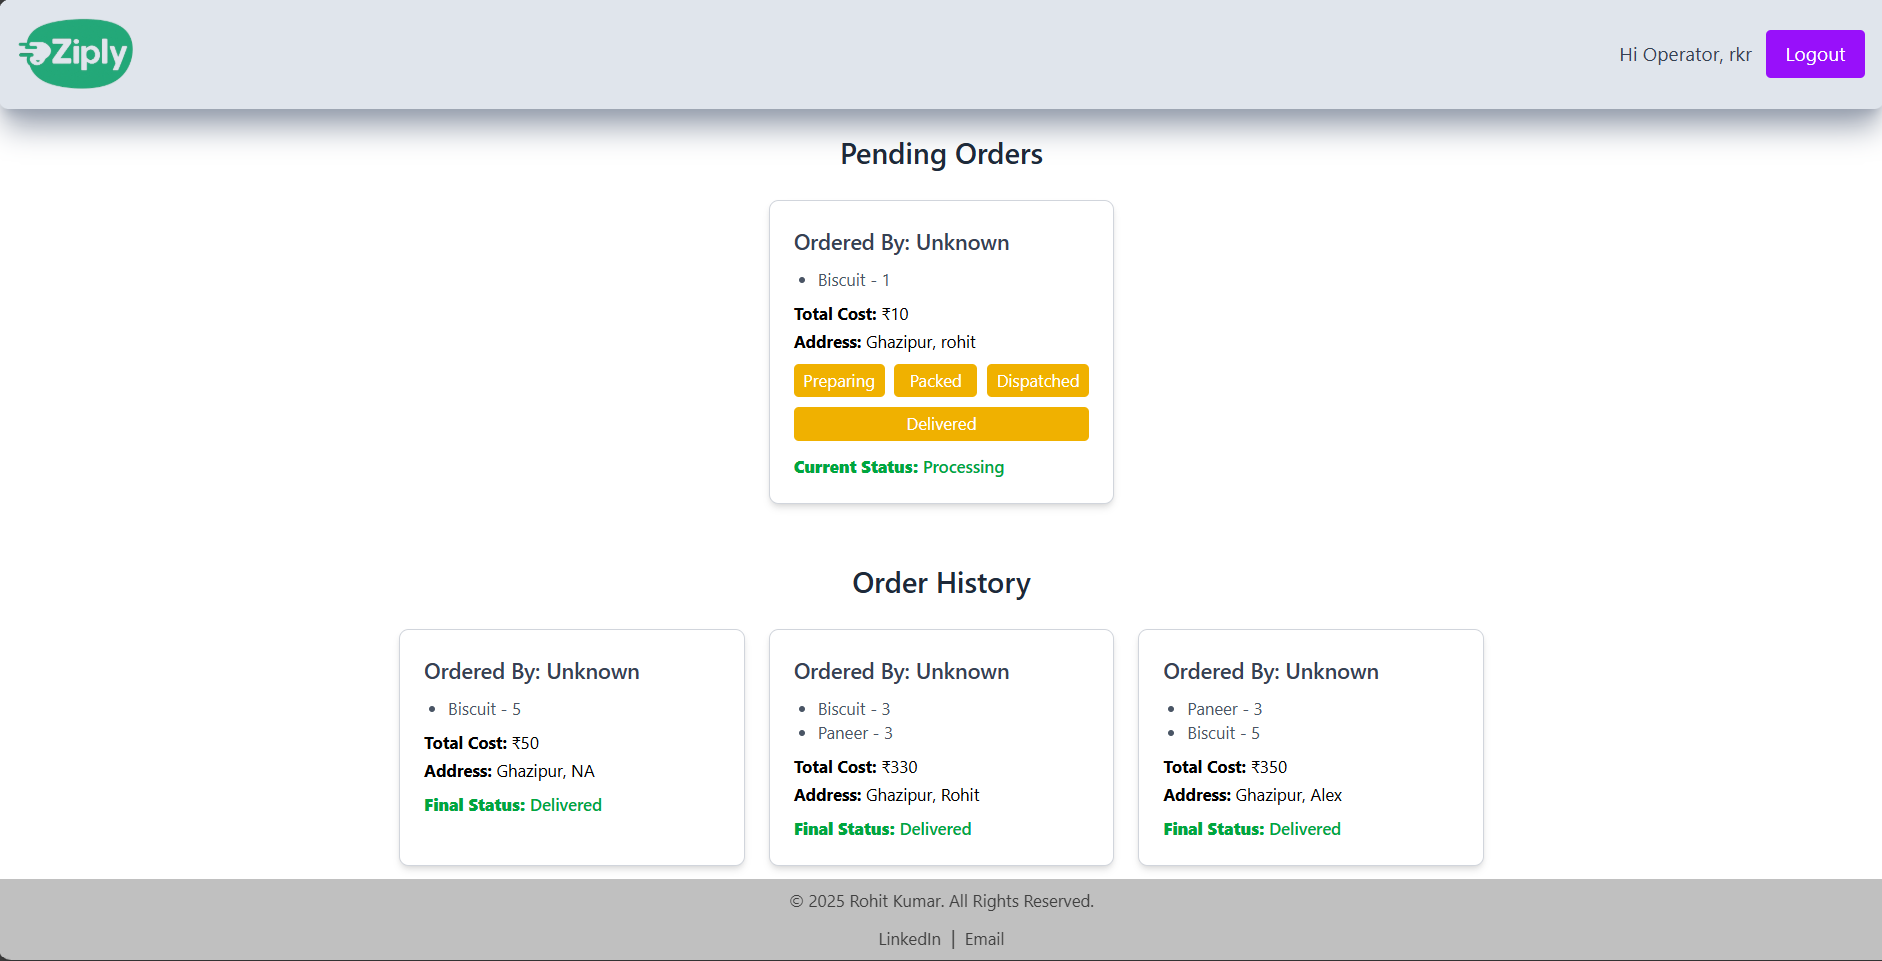 Ziply
Hi Operator, rkr
Logout
Pending Orders
Ordered By: Unknown
• Biscuit - 1
Total Cost: ₹10
Address: Ghazipur, rohit
Preparing Packed Dispatched
Delivered
Current Status: Processing
Order History
Ordered By: Unknown
• Biscuit - 5
Total Cost: ₹50
Address: Ghazipur, NA
Final Status: Delivered
Ordered By: Unknown
• Biscuit - 3
• Paneer - 3
Total Cost: ₹330
Address: Ghazipur, Rohit
Final Status: Delivered
Ordered By: Unknown
• Paneer - 3
• Biscuit - 5
Total Cost: ₹350
Address: Ghazipur, Alex
Final Status: Delivered
© 2025 Rohit Kumar. All Rights Reserved.
LinkedIn | Email